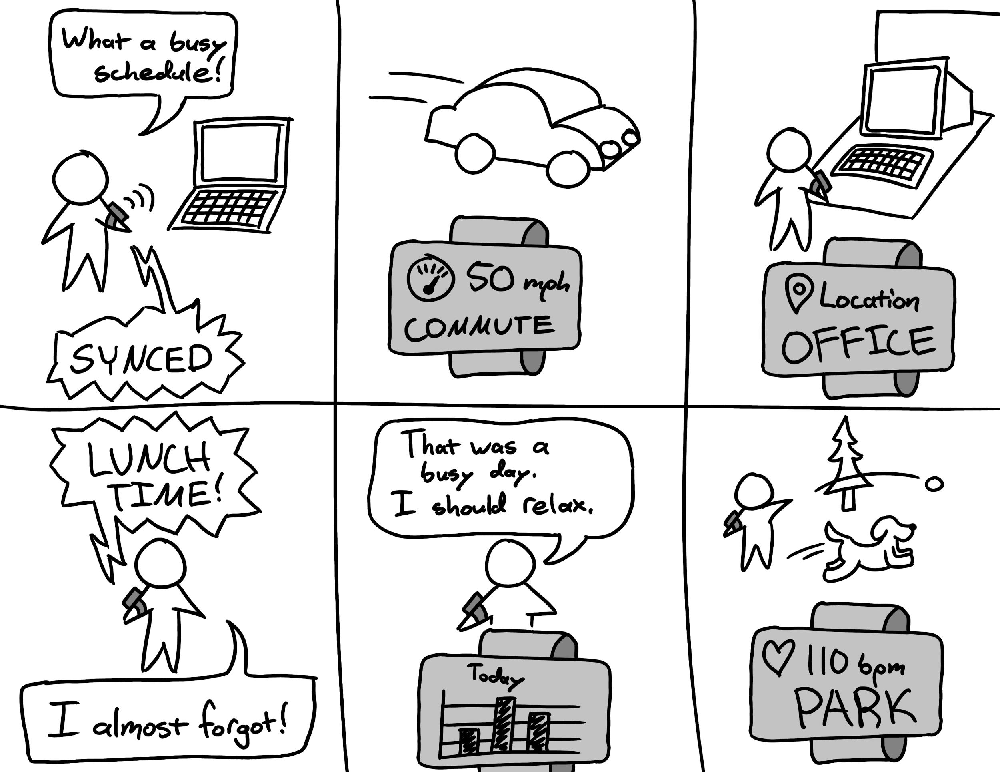 What a busy
schedule!
SYNCED
50 mph
COMMUTE
Location
OFFICE
LUNCH
TIME!
I almost forgot!
That was a
busy day.
I should relax.
Today
110 bpm
PARK